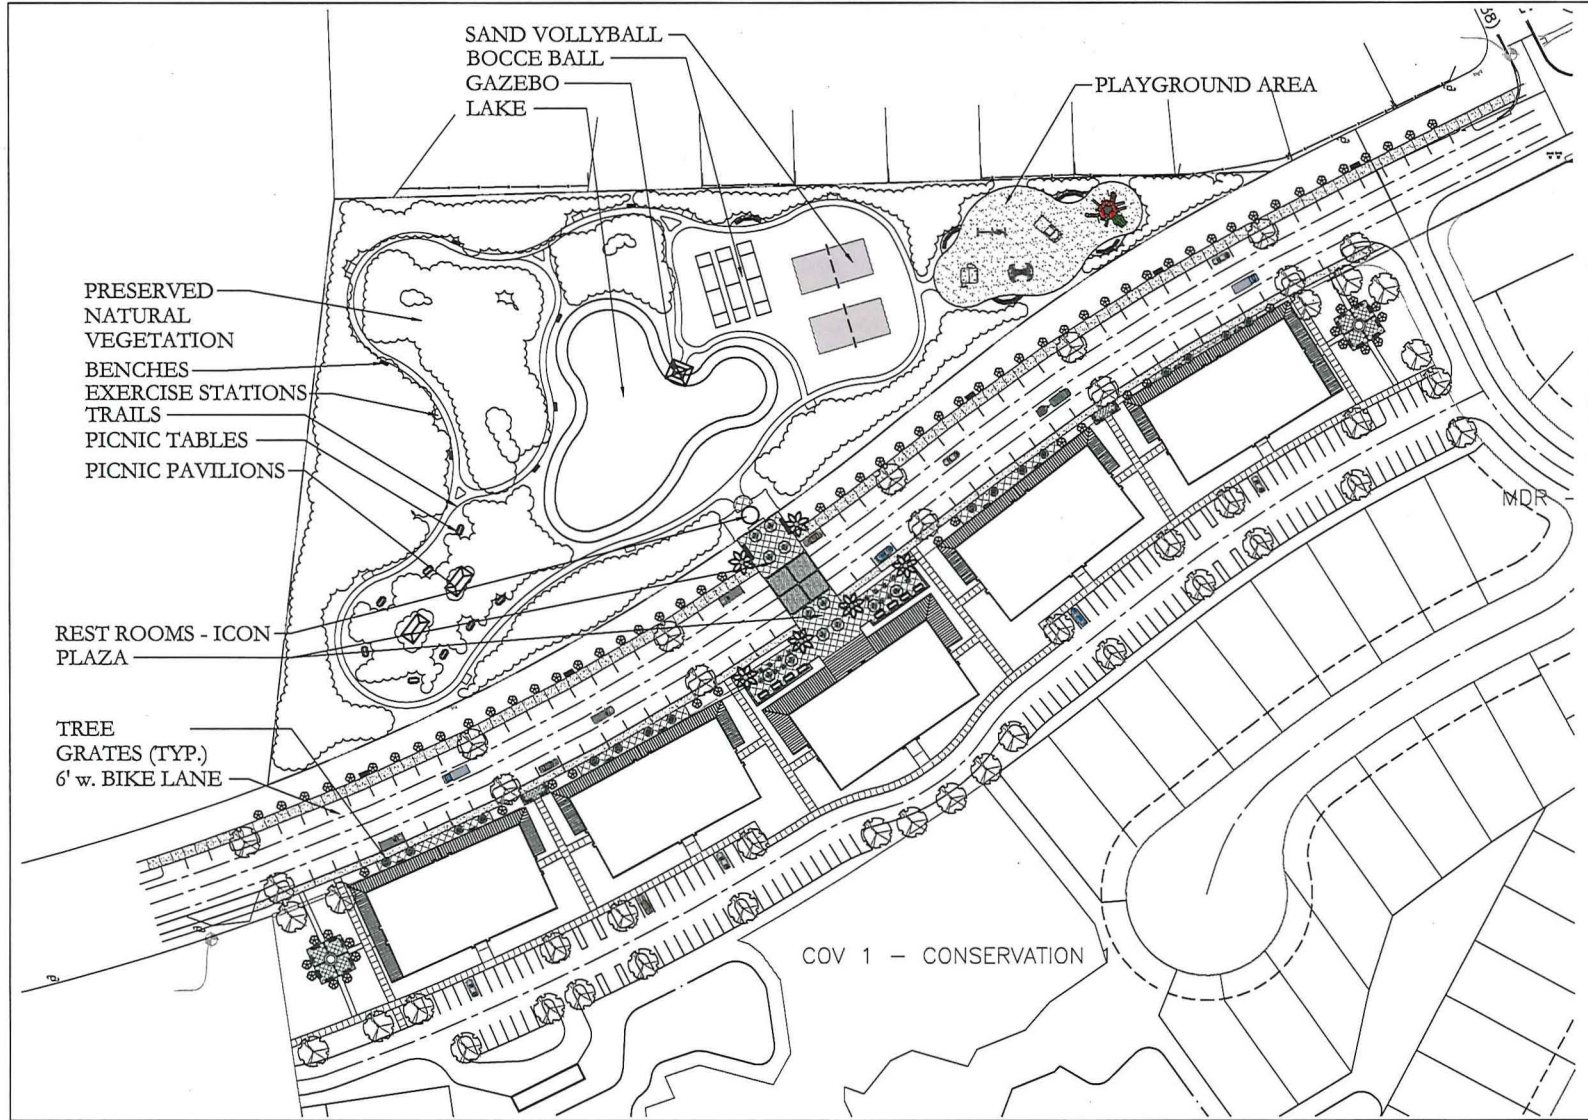 SAND VOLLYBALL
BOCCE BALL
GAZEBO
LAKE
PLAYGROUND AREA
PRESERVED
NATURAL
VEGETATION
BENCHES
EXERCISE STATIONS
TRAILS
PICNIC TABLES
PICNIC PAVILIONS
MDR -
REST ROOMS - ICON
PLAZA
TREE
GRATES (TYP.)
6' w. BIKE LANE
COV 1 - CONSERVATION